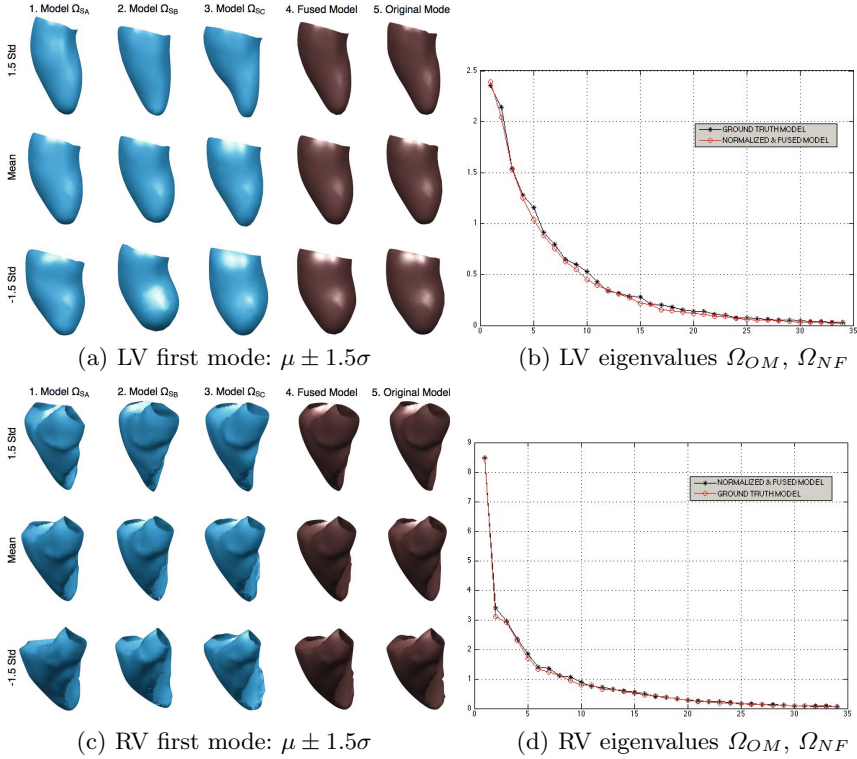 1. Model Ω_SA 2. Model Ω_SB 3. Model Ω_SC 4. Fused Model 5. Original Mode
1.5 Std
Mean
-1.5 Std
(a) LV first mode: μ ± 1.5σ
2.5
2
1.5
1
0.5
0
0 5 10 15 20 25 30 35
GROUND TRUTH MODEL
NORMALIZED & FUSED MODEL
(b) LV eigenvalues Ω_OM, Ω_NF
1. Model Ω_SA 2. Model Ω_SB 3. Model Ω_SC 4. Fused Model 5. Original Model
1.5 Std
Mean
-1.5 Std
(c) RV first mode: μ ± 1.5σ
9
8
7
6
5
4
3
2
1
0
0 5 10 15 20 25 30 35
NORMALIZED & FUSED MODEL
GROUND TRUTH MODEL
(d) RV eigenvalues Ω_OM, Ω_NF